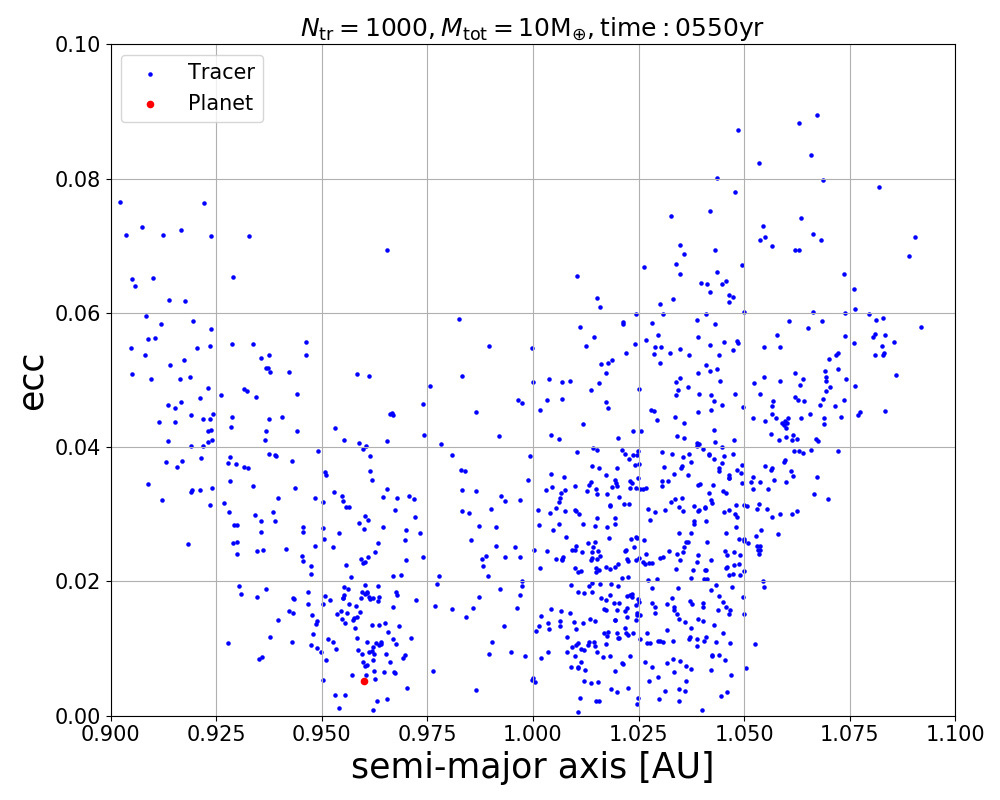 N_tr = 1000, M_tot = 10M_⊕, time : 0550yr
0.10
Tracer
Planet
0.08
0.06
ecc
0.04
0.02
0.00
0.900 0.925 0.950 0.975 1.000 1.025 1.050 1.075 1.100
semi-major axis [AU]